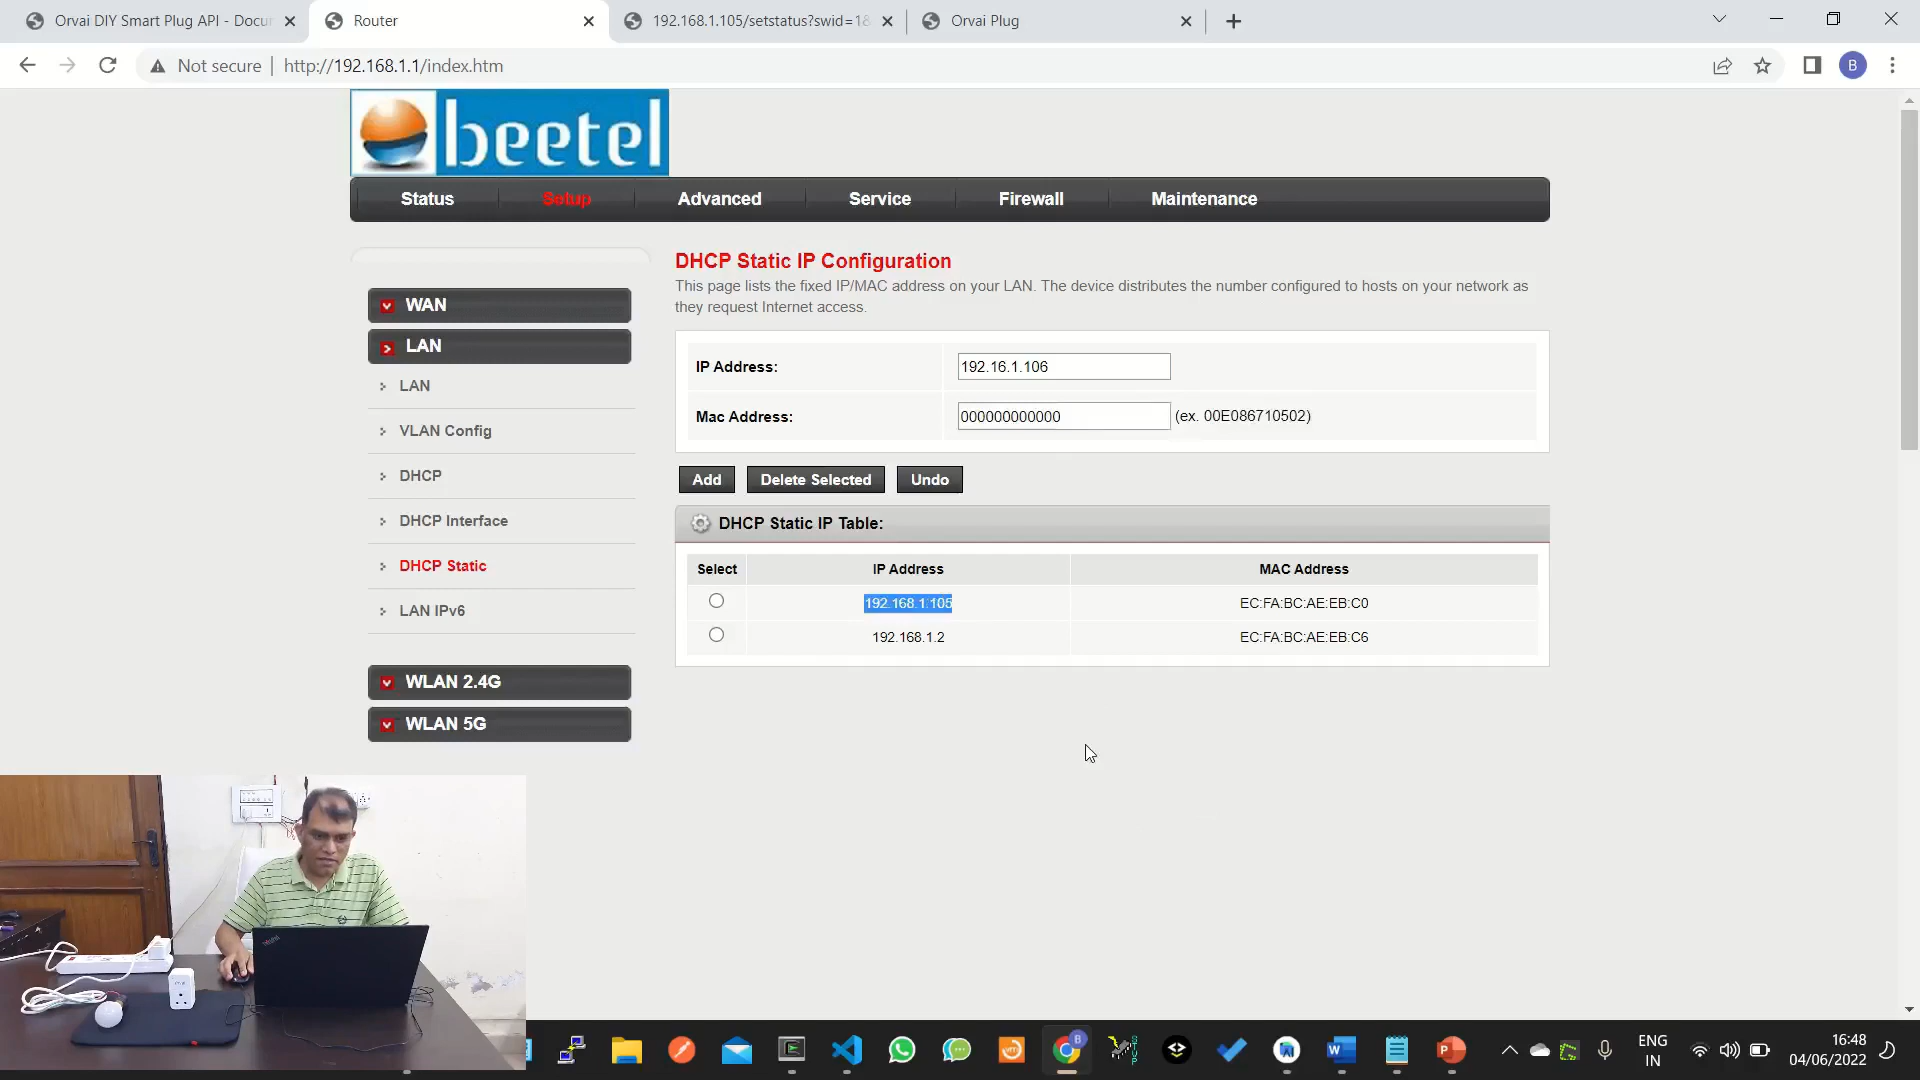 Orvai DIY Smart Plug API - Docu
Router
192.168.1.105/setstatus?swid=1&
Orvai Plug
Not secure
http://192.168.1.1/index.htm
B
beetel
Status
Setup
Advanced
Service
Firewall
Maintenance
WAN
LAN
LAN
VLAN Config
DHCP
DHCP Interface
DHCP Static
LAN IPv6
WLAN 2.4G
WLAN 5G
DHCP Static IP Configuration
This page lists the fixed IP/MAC address on your LAN. The device distributes the number configured to hosts on your network as
they request Internet access.
IP Address:
192.16.1.106
Mac Address:
000000000000
(ex. 00E086710502)
Add
Delete Selected
Undo
DHCP Static IP Table:
Select
IP Address
MAC Address
192.168.1.105
EC:FA:BC:AE:EB:C0
192.168.1.2
EC:FA:BC:AE:EB:C6
ENG
IN
16:48
04/06/2022